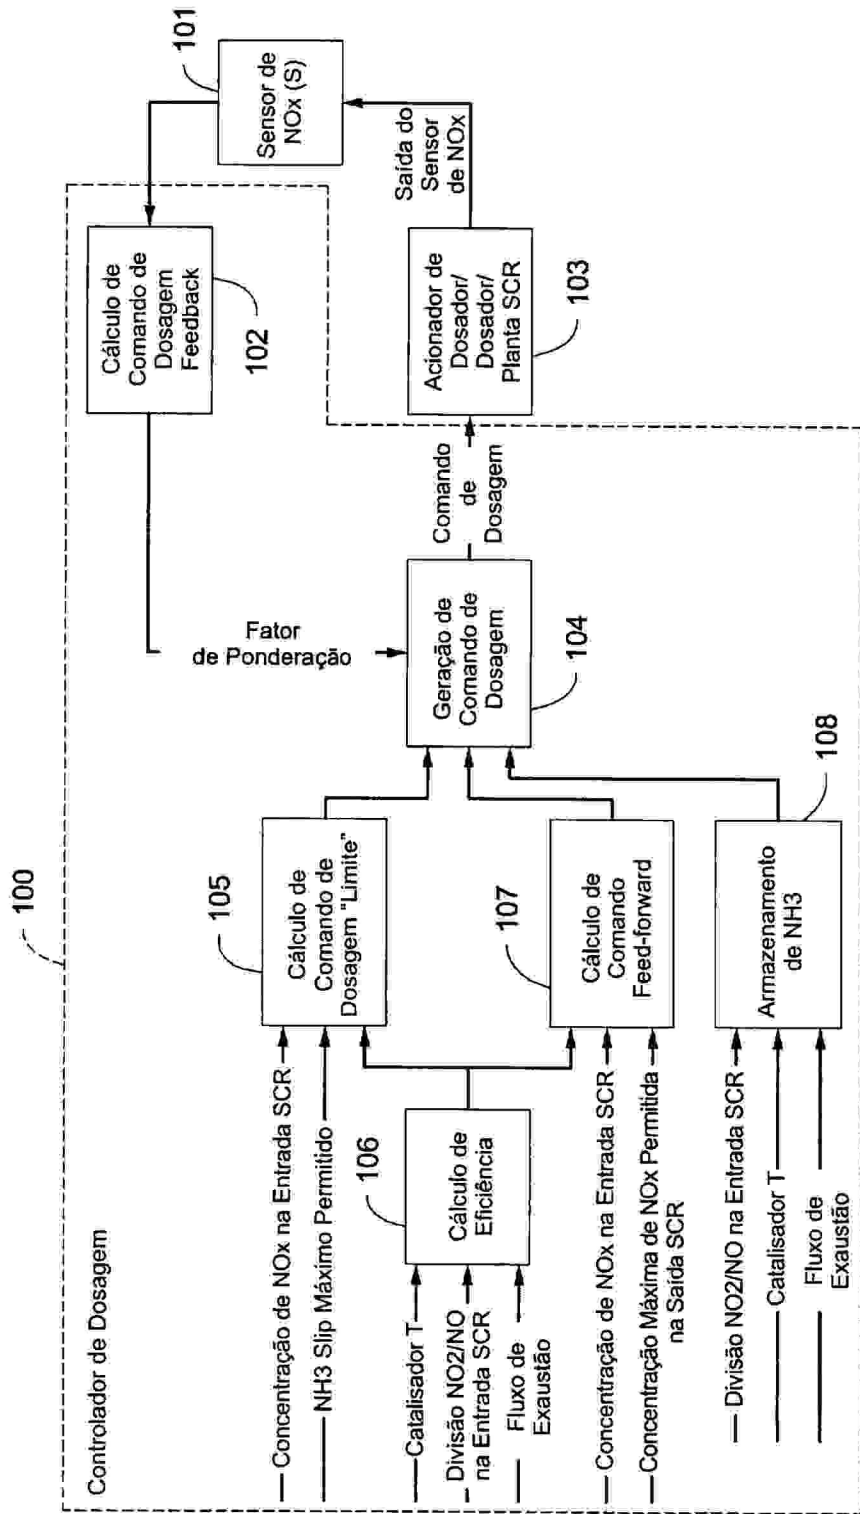 100
Controlador de Dosagem
Concentração de NOx na Entrada SCR
NH3 Slip Máximo Permitido
Catalisador T
Divisão NO2/NO
na Entrada SCR
Fluxo de
Exaustão
Concentração de NOx na Entrada SCR
Concentração Máxima de NOx Permitida
na Saída SCR
Divisão NO2/NO na Entrada SCR
Catalisador T
Fluxo de
Exaustão
106
Cálculo de
Eficiência
105
Cálculo de
Comando de
Dosagem "Limite"
107
Cálculo de
Comando
Feed-forward
108
Armazenamento
de NH3
Fator
de Ponderação
Geração de
Comando de
Dosagem
104
Comando
de
Dosagem
Cálculo de
Comando de
Dosagem
Feedback
102
Acionador de
Dosador/
Dosador/
Planta SCR
103
Saída do
Sensor
de NOx
101
Sensor de
NOx (S)